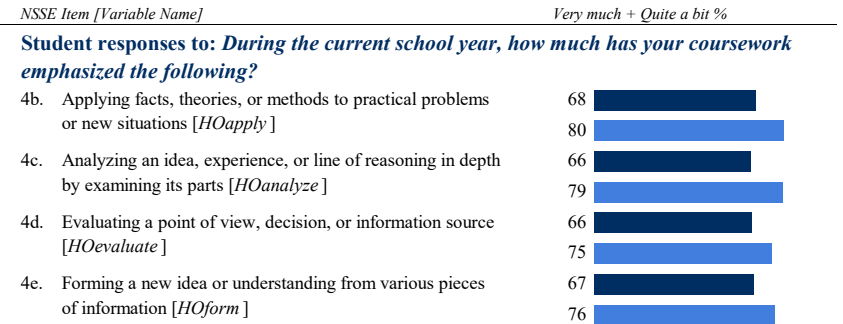 NSSE Item [Variable Name] Very much + Quite a bit %
Student responses to: During the current school year, how much has your coursework
emphasized the following?
4b. Applying facts, theories, or methods to practical problems 68
or new situations [HOapply ] 80
4c. Analyzing an idea, experience, or line of reasoning in depth 66
by examining its parts [HOanalyze ] 79
4d. Evaluating a point of view, decision, or information source 66
[HOevaluate ] 75
4e. Forming a new idea or understanding from various pieces 67
of information [HOform ] 76